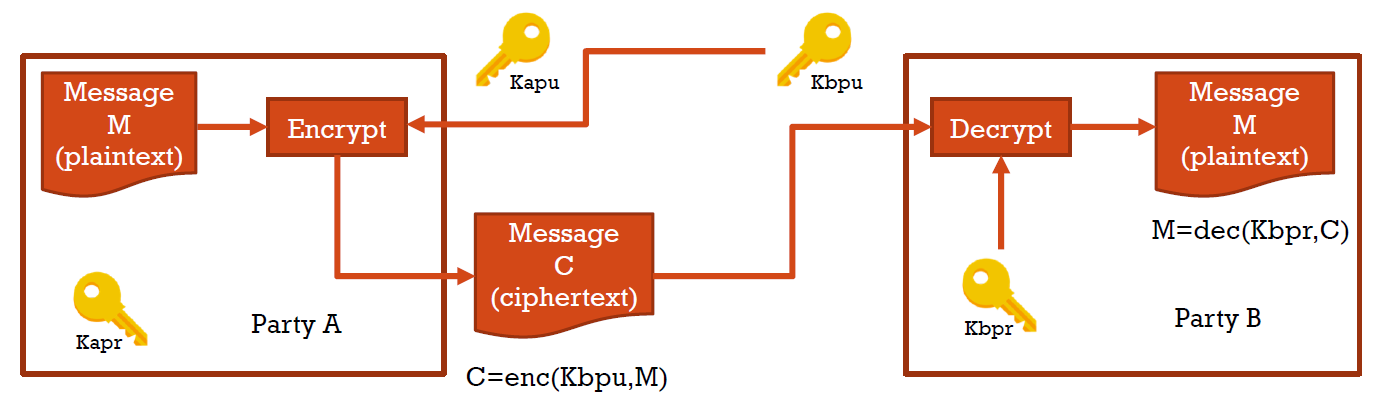 Message
M
(plaintext)
Encrypt
Kapr
Party A
Kapu
Kbpu
Message
C
(ciphertext)
C=enc(Kbpu,M)
Decrypt
Message
M
(plaintext)
M=dec(Kbpr,C)
Kbpr
Party B